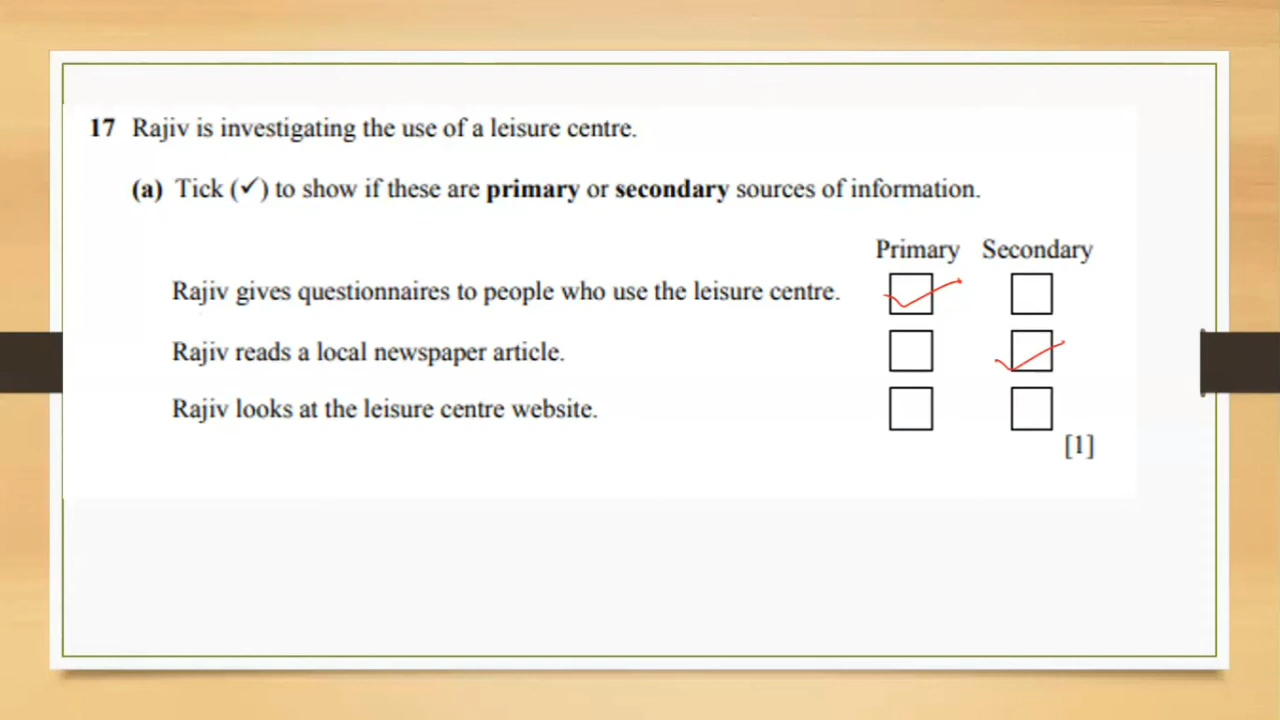 17 Rajiv is investigating the use of a leisure centre.
(a) Tick (✓) to show if these are primary or secondary sources of information.
Primary Secondary
Rajiv gives questionnaires to people who use the leisure centre.
Rajiv reads a local newspaper article.
Rajiv looks at the leisure centre website.
[1]